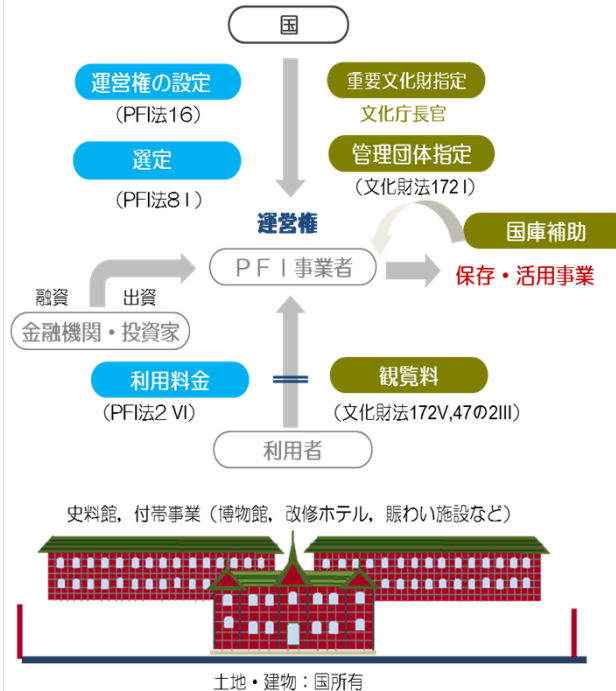 国
運営権の設定
(PFI法16)
重要文化財指定
文化庁長官
選定
(PFI法8Ⅰ)
管理団体指定
(文化財法172Ⅰ)
運営権
国庫補助
PFI事業者
保存・活用事業
融資 出資
金融機関・投資家
利用料金
(PFI法2 VI)
観覧料
(文化財法172V,47の2III)
利用者
史料館，付帯事業（博物館，改修ホテル，賑わい施設など）
土地・建物：国所有